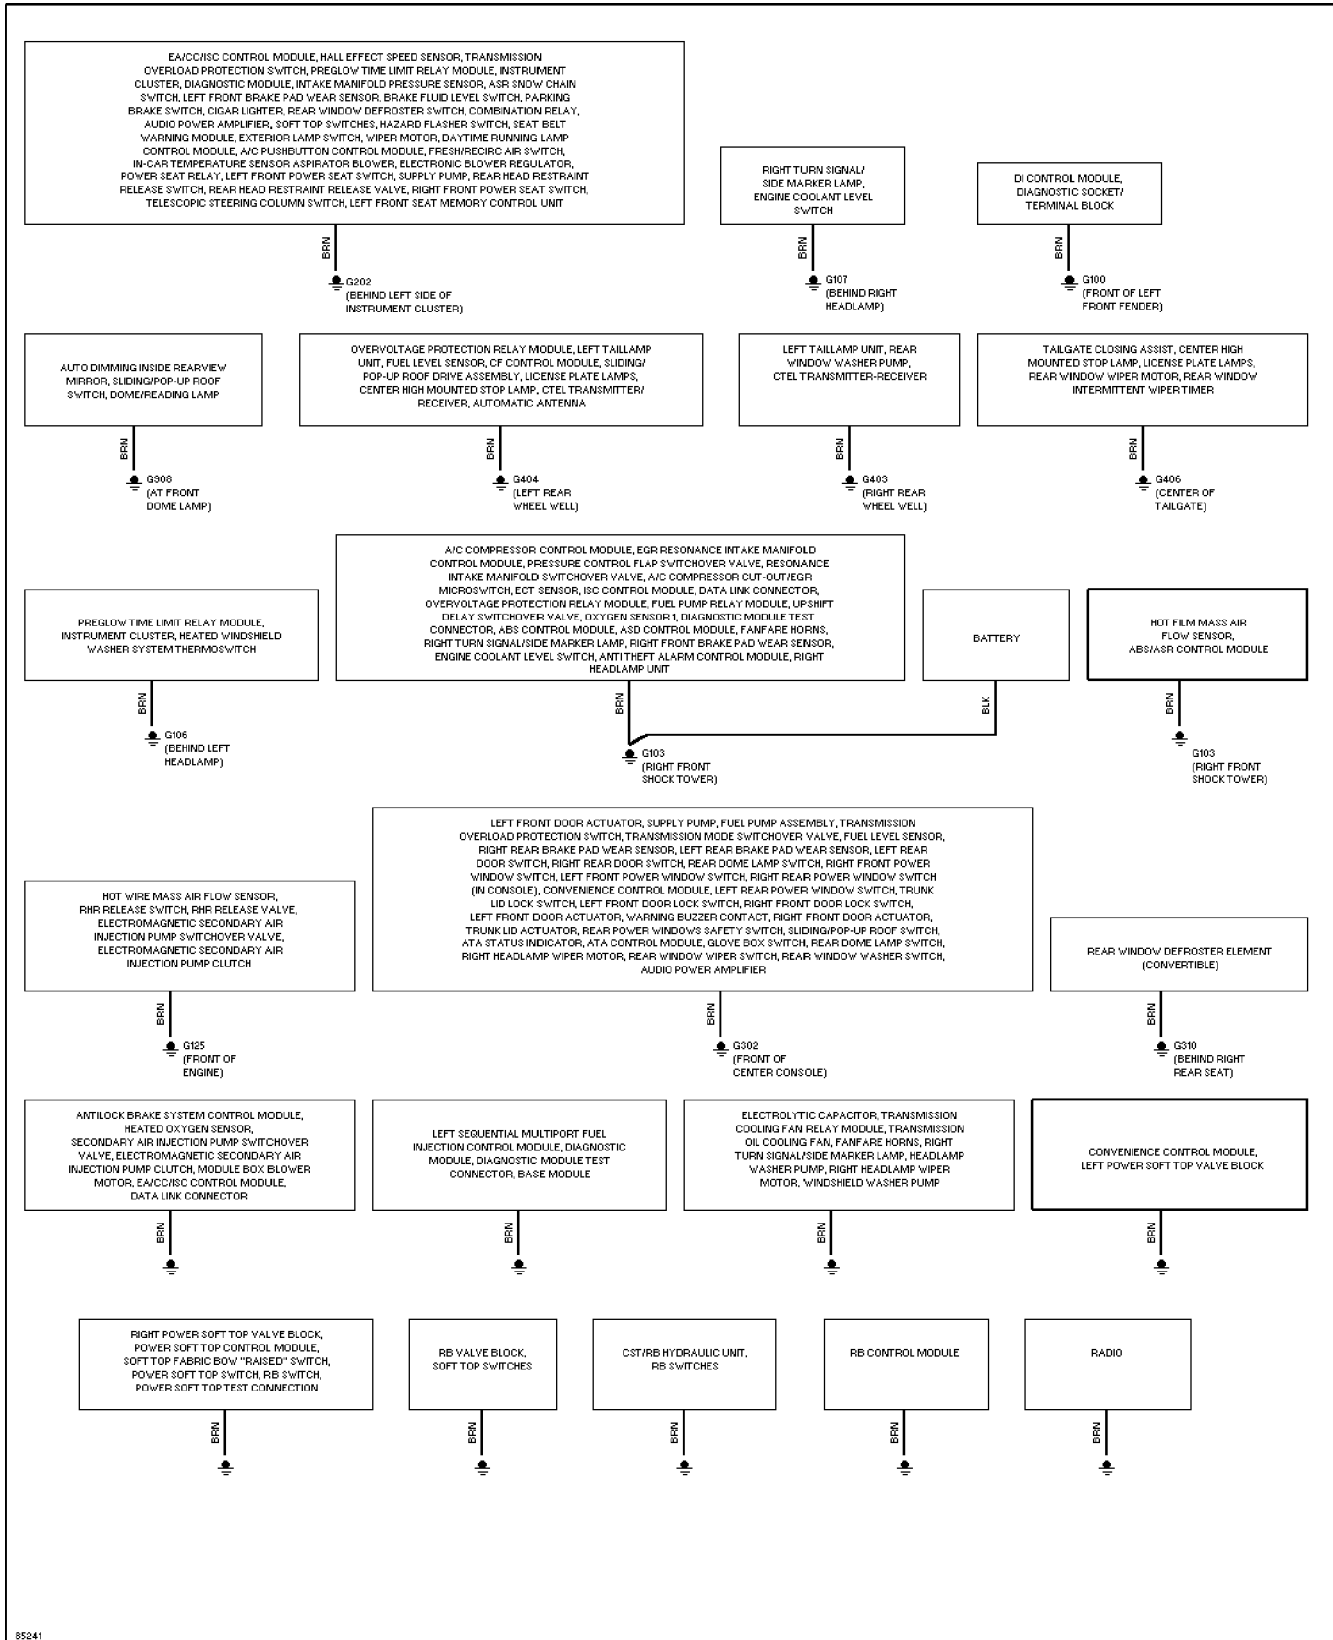 EA/CC/ISC CONTROL MODULE, HALL EFFECT SPEED SENSOR, TRANSMISSION
OVERLOAD PROTECTION SWITCH, PREGLOW TIME LIMIT RELAY MODULE, INSTRUMENT
CLUSTER, DIAGNOSTIC MODULE, INTAKE MANIFOLD PRESSURE SENSOR, ASR SNOW CHAIN
SWITCH, LEFT FRONT BRAKE PAD WEAR SENSOR, BRAKE FLUID LEVEL SWITCH, PARKING
BRAKE SWITCH, CIGAR LIGHTER, REAR WINDOW DEFROSTER SWITCH, COMBINATION RELAY,
AUDIO POWER AMPLIFIER, SOFT TOP SWITCHES, HAZARD FLASHER SWITCH, SEAT BELT
WARNING MODULE, EXTERIOR LAMP SWITCH, WIPER MOTOR, DAYTIME RUNNING LAMP
CONTROL MODULE, A/C PUSHBUTTON CONTROL MODULE, FRESH/RECIRC AIR SWITCH,
IN-CAR TEMPERATURE SENSOR ASPIRATOR BLOWER, ELECTRONIC BLOWER REGULATOR,
POWER SEAT RELAY, LEFT FRONT POWER SEAT SWITCH, SUPPLY PUMP, REAR HEAD RESTRAINT
RELEASE SWITCH, REAR HEAD RESTRAINT RELEASE VALVE, RIGHT FRONT POWER SEAT SWITCH,
TELESCOPIC STEERING COLUMN SWITCH, LEFT FRONT SEAT MEMORY CONTROL UNIT
BRN
G202
(BEHIND LEFT SIDE OF
INSTRUMENT CLUSTER)
RIGHT TURN SIGNAL/
SIDE MARKER LAMP,
ENGINE COOLANT LEVEL
SWITCH
BRN
G107
(BEHIND RIGHT
HEADLAMP)
DI CONTROL MODULE,
DIAGNOSTIC SOCKET/
TERMINAL BLOCK
BRN
G100
(FRONT OF LEFT
FRONT FENDER)
AUTO DIMMING INSIDE REARVIEW
MIRROR, SLIDING/POP-UP ROOF
SWITCH, DOME/READING LAMP
BRN
G308
(AT FRONT
DOME LAMP)
OVERVOLTAGE PROTECTION RELAY MODULE, LEFT TAILLAMP
UNIT, FUEL LEVEL SENSOR, CF CONTROL MODULE, SLIDING/
POP-UP ROOF DRIVE ASSEMBLY, LICENSE PLATE LAMPS,
CENTER HIGH MOUNTED STOP LAMP, CTEL TRANSMITTER/
RECEIVER, AUTOMATIC ANTENNA
BRN
G404
(LEFT REAR
WHEEL WELL)
LEFT TAILLAMP UNIT, REAR
WINDOW WASHER PUMP,
CTEL TRANSMITTER-RECEIVER
BRN
G403
(RIGHT REAR
WHEEL WELL)
TAILGATE CLOSING ASSIST, CENTER HIGH
MOUNTED STOP LAMP, LICENSE PLATE LAMPS,
REAR WINDOW WIPER MOTOR, REAR WINDOW
INTERMITTENT WIPER TIMER
BRN
G406
(CENTER OF
TAILGATE)
PREGLOW TIME LIMIT RELAY MODULE,
INSTRUMENT CLUSTER, HEATED WINDSHIELD
WASHER SYSTEM THERMOSWITCH
BRN
G106
(BEHIND LEFT
HEADLAMP)
A/C COMPRESSOR CONTROL MODULE, EGR RESONANCE INTAKE MANIFOLD
CONTROL MODULE, PRESSURE CONTROL FLAP SWITCHOVER VALVE, RESONANCE
INTAKE MANIFOLD SWITCHOVER VALVE, A/C COMPRESSOR CUT-OUT/EGR
MICROSWITCH, ECT SENSOR, ISC CONTROL MODULE, DATA LINK CONNECTOR,
OVERVOLTAGE PROTECTION RELAY MODULE, FUEL PUMP RELAY MODULE, UPSHIFT
DELAY SWITCHOVER VALVE, OXYGEN SENSOR 1, DIAGNOSTIC MODULE TEST
CONNECTOR, ABS CONTROL MODULE, ASD CONTROL MODULE, FANFARE HORNS,
RIGHT TURN SIGNAL/SIDE MARKER LAMP, RIGHT FRONT BRAKE PAD WEAR SENSOR,
ENGINE COOLANT LEVEL SWITCH, ANTITHEFT ALARM CONTROL MODULE, RIGHT
HEADLAMP UNIT
BRN
BATTERY
BLK
G103
(RIGHT FRONT
SHOCK TOWER)
HOT FILM MASS AIR
FLOW SENSOR,
ABS/ASR CONTROL MODULE
BRN
G103
(RIGHT FRONT
SHOCK TOWER)
HOT WIRE MASS AIR FLOW SENSOR,
RHR RELEASE SWITCH, RHR RELEASE VALVE,
ELECTROMAGNETIC SECONDARY AIR
INJECTION PUMP SWITCHOVER VALVE,
ELECTROMAGNETIC SECONDARY AIR
INJECTION PUMP CLUTCH
BRN
G125
(FRONT OF
ENGINE)
LEFT FRONT DOOR ACTUATOR, SUPPLY PUMP, FUEL PUMP ASSEMBLY, TRANSMISSION
OVERLOAD PROTECTION SWITCH, TRANSMISSION MODE SWITCHOVER VALVE, FUEL LEVEL SENSOR,
RIGHT REAR BRAKE PAD WEAR SENSOR, LEFT REAR BRAKE PAD WEAR SENSOR, LEFT REAR
DOOR SWITCH, RIGHT REAR DOOR SWITCH, REAR DOME LAMP SWITCH, RIGHT FRONT POWER
WINDOW SWITCH, LEFT FRONT POWER WINDOW SWITCH, RIGHT REAR POWER WINDOW SWITCH
(IN CONSOLE), CONVENIENCE CONTROL MODULE, LEFT REAR POWER WINDOW SWITCH, TRUNK
LID LOCK SWITCH, LEFT FRONT DOOR LOCK SWITCH, RIGHT FRONT DOOR LOCK SWITCH,
LEFT FRONT DOOR ACTUATOR, WARNING BUZZER CONTACT, RIGHT FRONT DOOR ACTUATOR,
TRUNK LID ACTUATOR, REAR POWER WINDOWS SAFETY SWITCH, SLIDING/POP-UP ROOF SWITCH,
ATA STATUS INDICATOR, ATA CONTROL MODULE, GLOVE BOX SWITCH, REAR DOME LAMP SWITCH,
RIGHT HEADLAMP WIPER MOTOR, REAR WINDOW WIPER SWITCH, REAR WINDOW WASHER SWITCH,
AUDIO POWER AMPLIFIER
BRN
G302
(FRONT OF
CENTER CONSOLE)
REAR WINDOW DEFROSTER ELEMENT
(CONVERTIBLE)
BRN
G310
(BEHIND RIGHT
REAR SEAT)
ANTILOCK BRAKE SYSTEM CONTROL MODULE,
HEATED OXYGEN SENSOR,
SECONDARY AIR INJECTION PUMP SWITCHOVER
VALVE, ELECTROMAGNETIC SECONDARY AIR
INJECTION PUMP CLUTCH, MODULE BOX BLOWER
MOTOR, EA/CC/ISC CONTROL MODULE,
DATA LINK CONNECTOR
BRN
LEFT SEQUENTIAL MULTIPORT FUEL
INJECTION CONTROL MODULE, DIAGNOSTIC
MODULE, DIAGNOSTIC MODULE TEST
CONNECTOR, BASE MODULE
BRN
ELECTROLYTIC CAPACITOR, TRANSMISSION
COOLING FAN RELAY MODULE, TRANSMISSION
OIL COOLING FAN, FANFARE HORNS, RIGHT
TURN SIGNAL/SIDE MARKER LAMP, HEADLAMP
WASHER PUMP, RIGHT HEADLAMP WIPER
MOTOR, WINDSHIELD WASHER PUMP
BRN
CONVENIENCE CONTROL MODULE,
LEFT POWER SOFT TOP VALVE BLOCK
BRN
RIGHT POWER SOFT TOP VALVE BLOCK,
POWER SOFT TOP CONTROL MODULE,
SOFT TOP FABRIC BOW "RAISED" SWITCH,
POWER SOFT TOP SWITCH, RB SWITCH,
POWER SOFT TOP TEST CONNECTION
BRN
RB VALVE BLOCK,
SOFT TOP SWITCHES
BRN
CST/RB HYDRAULIC UNIT,
RB SWITCHES
BRN
RB CONTROL MODULE
BRN
RADIO
BRN
85241